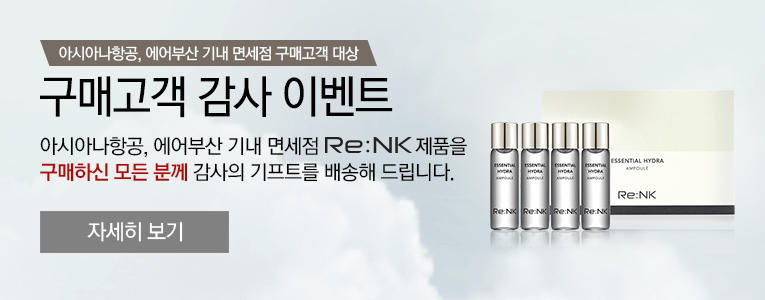 아시아나항공, 에어부산 기내 면세점 구매고객 대상
구매고객 감사 이벤트
아시아나항공, 에어부산 기내 면세점 Re:NK 제품을
구매하신 모든 분께 감사의 기프트를 배송해 드립니다.
자세히 보기
ESSENTIAL HYDRA
AMPOULE
Re:NK
ESSENTIAL
HYDRA
AMPOULE
Re:NK
ESSENTIAL
HYDRA
AMPOULE
Re:NK
ESSENTIAL
HYDRA
AMPOULE
Re:NK
ESSENTIAL
HYDRA
AMPOULE
Re:NK